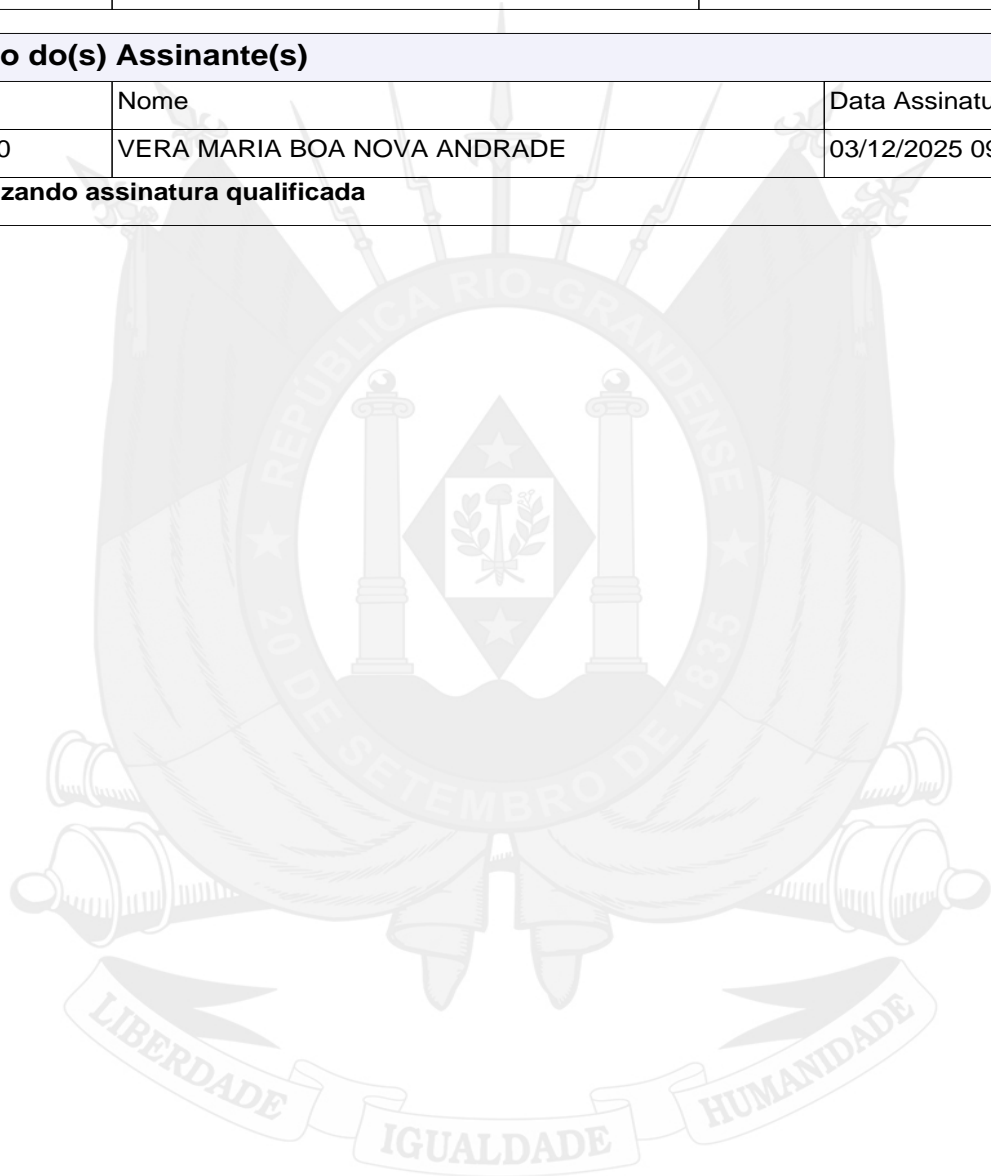 o do(s) Assinante(s)
Nome Data Assinatu
0 VERA MARIA BOA NOVA ANDRADE 03/12/2025 09
zando assinatura qualificada
REPÚBLICA RIO-GRANDENSE
20 DE SETEMBRO DE 1835
LIBERDADE IGUALDADE HUMANIDADE